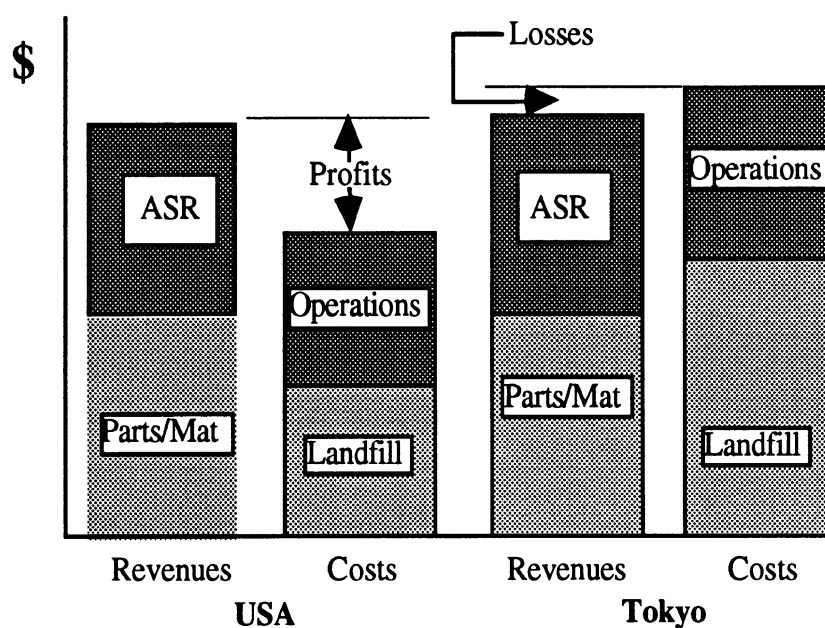 $
Losses
Profits
ASR
Operations
Parts/Mat
Landfill
ASR
Operations
Parts/Mat
Landfill
Revenues
Costs
Revenues
Costs
USA
Tokyo